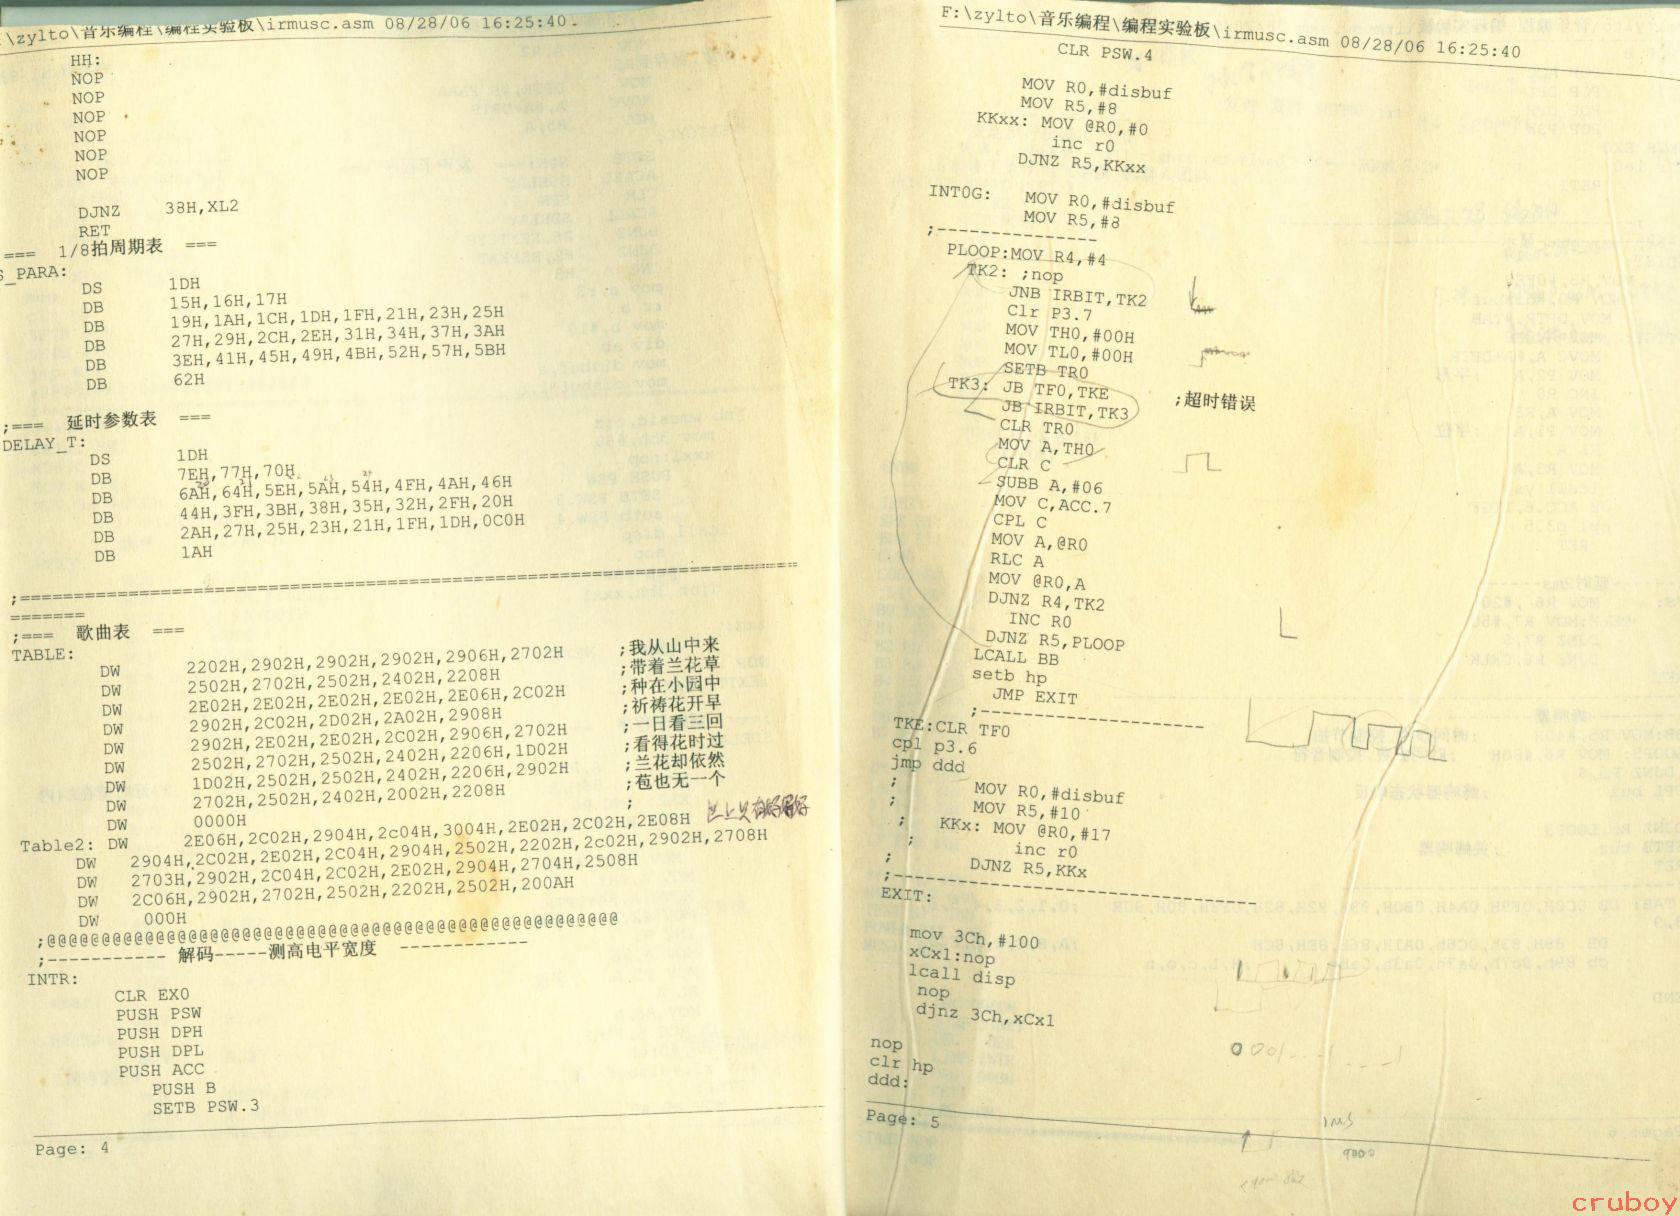 \zylto\音乐编程\编程实验板\irmusc.asm 08/28/06 16:25:40
HH:
NOP
NOP
NOP
NOP
NOP
NOP
DJNZ 38H,XL2
RET
=== 1/8拍周期表 ===
S_PARA:
DS 1DH
DB 15H,16H,17H
DB 19H,1AH,1CH,1DH,1FH,21H,23H,25H
DB 27H,29H,2CH,2EH,31H,34H,37H,3AH
DB 3EH,41H,45H,49H,4BH,52H,57H,5BH
DB 62H
;=== 延时参数表 ===
DELAY_T:
DS 1DH
DB 7EH,77H,70H
DB 6AH,64H,5EH,5AH,54H,4FH,4AH,46H
DB 44H,3FH,3BH,38H,35H,32H,2FH,20H
DB 2AH,27H,25H,23H,21H,1FH,1DH,0C0H
DB 1AH
;=== 歌曲表 ===
TABLE:
DW 2202H,2902H,2902H,2902H,2906H,2702H ;我从山中来
DW 2502H,2702H,2502H,2402H,2208H ;带着兰花草
DW 2E02H,2E02H,2E02H,2E02H,2E06H,2C02H ;种在小园中
DW 2902H,2C02H,2D02H,2A02H,2908H ;祈祷花开早
DW 2902H,2E02H,2E02H,2C02H,2906H,2702H ;一日看三回
DW 2502H,2702H,2502H,2402H,2206H,1D02H ;看得花时过
DW 1D02H,2502H,2502H,2402H,2206H,2902H ;兰花却依然
DW 2702H,2502H,2402H,2002H,2208H ;苞也无一个
DW 0000H ;
Table2: DW 2E06H,2C02H,2904H,2c04H,3004H,2E02H,2C02H,2E08H
DW 2904H,2C02H,2E02H,2C04H,2904H,2502H,2202H,2c02H,2902H,2708H
DW 2703H,2902H,2C04H,2C02H,2E02H,2904H,2704H,2508H
DW 2C06H,2902H,2702H,2502H,2202H,2502H,200AH
DW 000H
;@@@@@@@@@@@@@@@@@@@@@@@@@@@@@@@@@@@@@@@@@@@@@@@@@@@@
;----------- 解码-----测高电平宽度 ------------
INTR:
CLR EX0
PUSH PSW
PUSH DPH
PUSH DPL
PUSH ACC
PUSH B
SETB PSW.3
Page: 4
F:\zylto\音乐编程\编程实验板\irmusc.asm 08/28/06 16:25:40
CLR PSW.4
MOV R0,#disbuf
MOV R5,#8
KKxx: MOV @R0,#0
inc r0
DJNZ R5,KKxx
INT0G: MOV R0,#disbuf
MOV R5,#8
;---------------
PLOOP:MOV R4,#4
TK2: ;nop
JNB IRBIT,TK2
Clr P3.7
MOV TH0,#00H
MOV TL0,#00H
SETB TR0
TK3: JB TF0,TKE ;超时错误
JB IRBIT,TK3
CLR TR0
MOV A,TH0
CLR C
SUBB A,#06
MOV C,ACC.7
CPL C
MOV A,@R0
RLC A
MOV @R0,A
DJNZ R4,TK2
INC R0
DJNZ R5,PLOOP
LCALL BB
setb hp
JMP EXIT
;---------------------
TKE:CLR TF0
cpl p3.6
jmp ddd
; MOV R0,#disbuf
; MOV R5,#10
; KKx: MOV @R0,#17
; inc r0
; DJNZ R5,KKx
;---------------------------------
EXIT:
mov 3Ch,#100
xCx1:nop
lcall disp
nop
djnz 3Ch,xCx1
nop
clr hp
ddd:
Page: 5
1MS
9000
cruboy